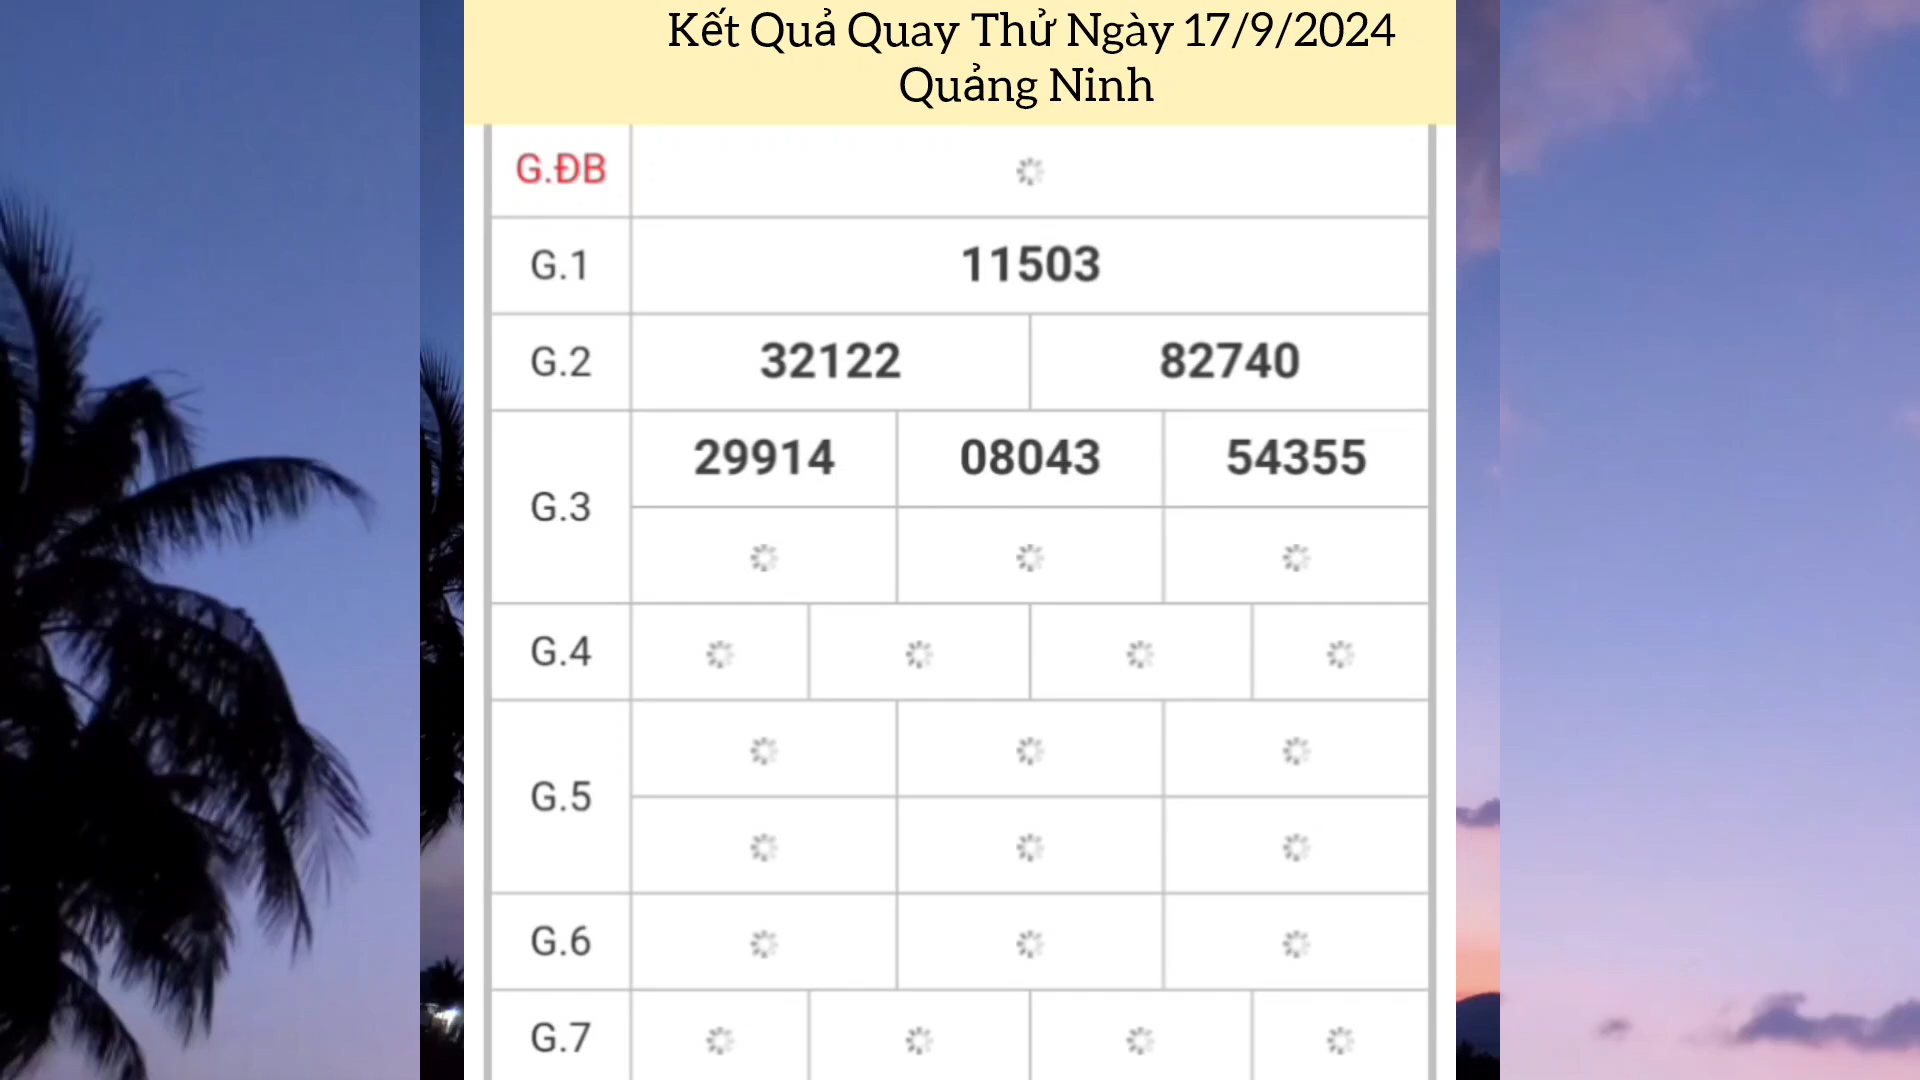 Kết Quả Quay Thử Ngày 17/9/2024
Quảng Ninh
G.ĐB
G.1 11503
G.2 32122 82740
G.3 29914 08043 54355
G.4
G.5
G.6
G.7